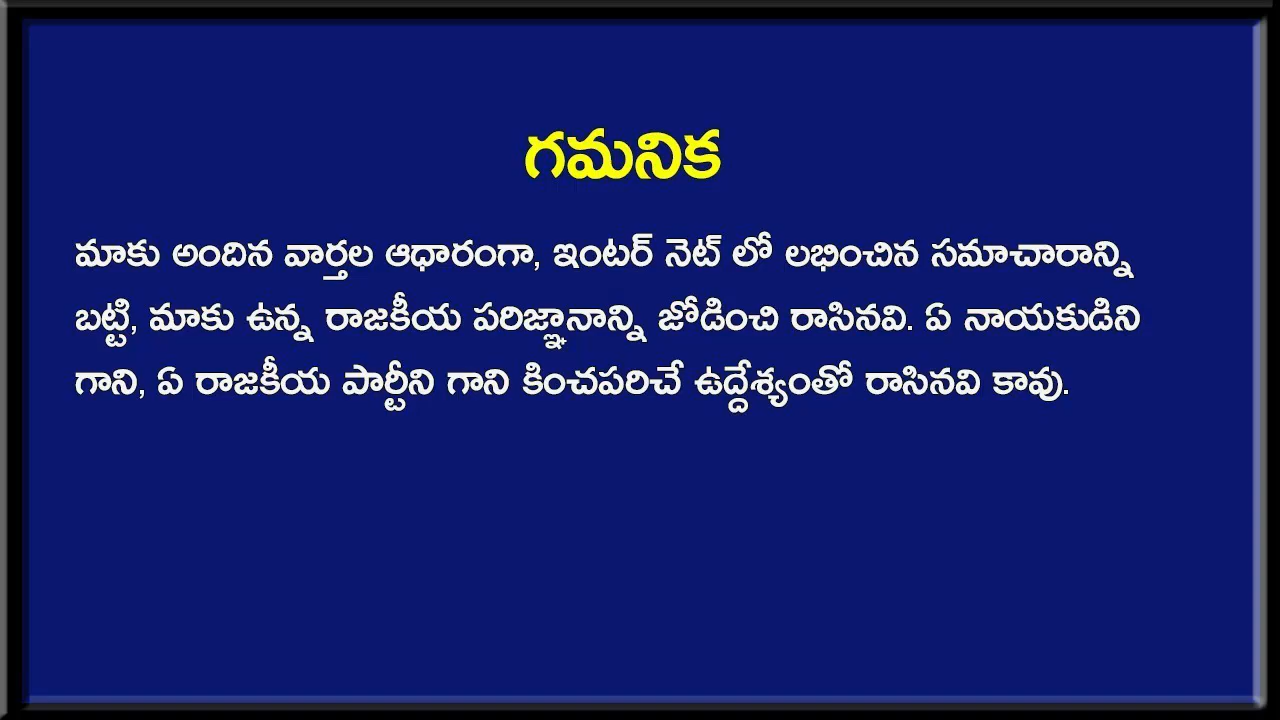 గమనిక
మాకు అందిన వార్తల ఆధారంగా, ఇంటర్ నెట్ లో లభించిన సమాచారాన్ని
బట్టి, మాకు ఉన్న రాజకీయ పరిజ్ఞానాన్ని జోడించి రాసినవి. ఏ నాయకుడిని
గాని, ఏ రాజకీయ పార్టీని గాని కించపరిచే ఉద్దేశ్యంతో రాసినవి కావు.